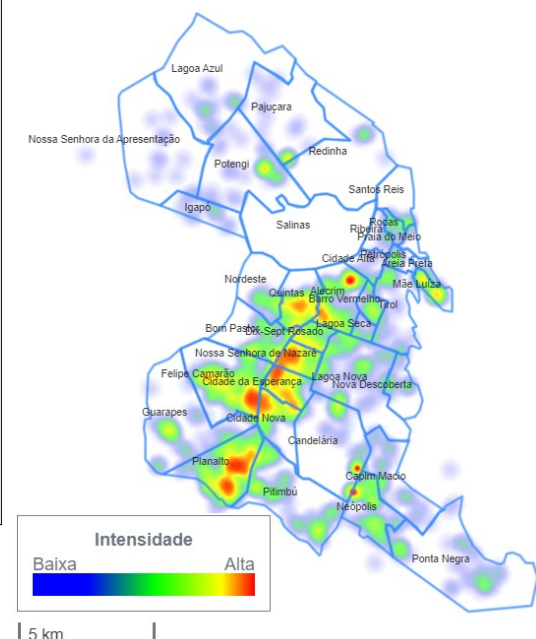 Lagoa Azul
Pajuçara
Nossa Senhora da Apresentação
Redinha
Potengi
Santos Reis
Igapó
Salinas
Rocas
Ribeira
Praia do Meio
Petrópolis
Cidade Alta
Areia Preta
Nordeste
Mãe Luiza
Quintas
Alecrim
Barro Vermelho
Tirol
Lagoa Seca
Bom Pastor
Dix-Sept Rosado
Nossa Senhora de Nazaré
Felipe Camarão
Lagoa Nova
Cidade da Esperança
Nova Descoberta
Guarapes
Cidade Nova
Candelária
Planalto
Capim Macio
Pitimbú
Neópolis
Ponta Negra
Intensidade
Baixa Alta
5 km